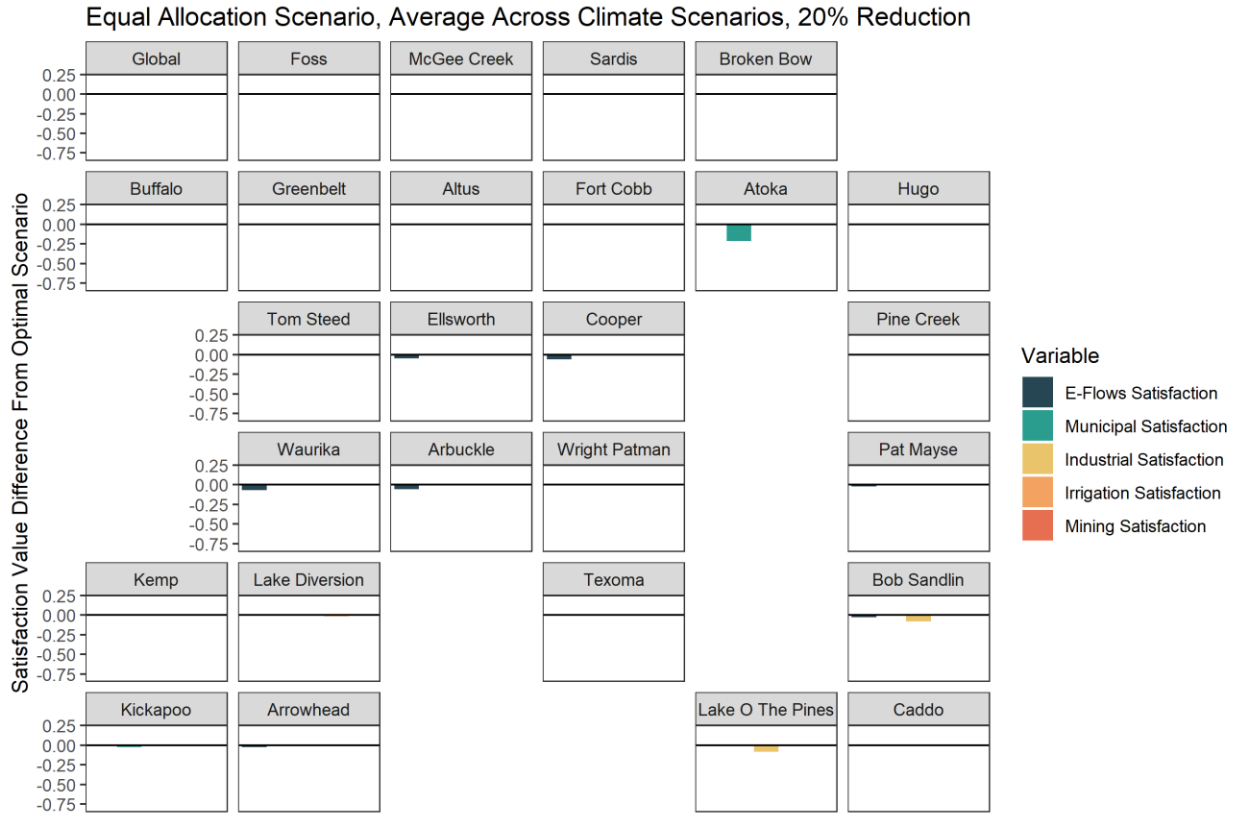 Equal Allocation Scenario, Average Across Climate Scenarios, 20% Reduction
Satisfaction Value Difference From Optimal Scenario
Global Foss McGee Creek Sardis Broken Bow
0.25
0.00
-0.25
-0.50
-0.75
Buffalo Greenbelt Altus Fort Cobb Atoka Hugo
0.25
0.00
-0.25
-0.50
-0.75
Tom Steed Ellsworth Cooper Pine Creek
0.25
0.00
-0.25
-0.50
-0.75
Waurika Arbuckle Wright Patman Pat Mayse
0.25
0.00
-0.25
-0.50
-0.75
Kemp Lake Diversion Texoma Bob Sandlin
0.25
0.00
-0.25
-0.50
-0.75
Kickapoo Arrowhead Lake O The Pines Caddo
0.25
0.00
-0.25
-0.50
-0.75
Variable
E-Flows Satisfaction
Municipal Satisfaction
Industrial Satisfaction
Irrigation Satisfaction
Mining Satisfaction